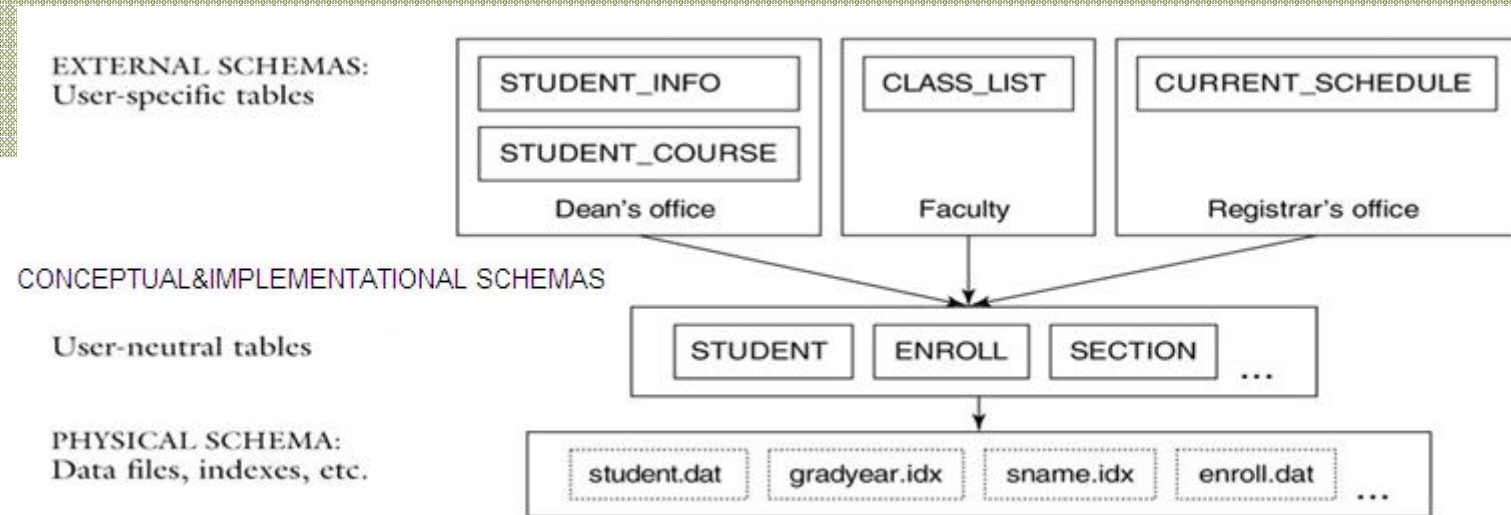 EXTERNAL SCHEMAS:
User-specific tables
STUDENT_INFO
STUDENT_COURSE
Dean's office
CLASS_LIST
Faculty
CURRENT_SCHEDULE
Registrar's office
CONCEPTUAL&IMPLEMENTATIONAL SCHEMAS
User-neutral tables
STUDENT
ENROLL
SECTION
...
PHYSICAL SCHEMA:
Data files, indexes, etc.
student.dat
gradyear.idx
sname.idx
enroll.dat
...